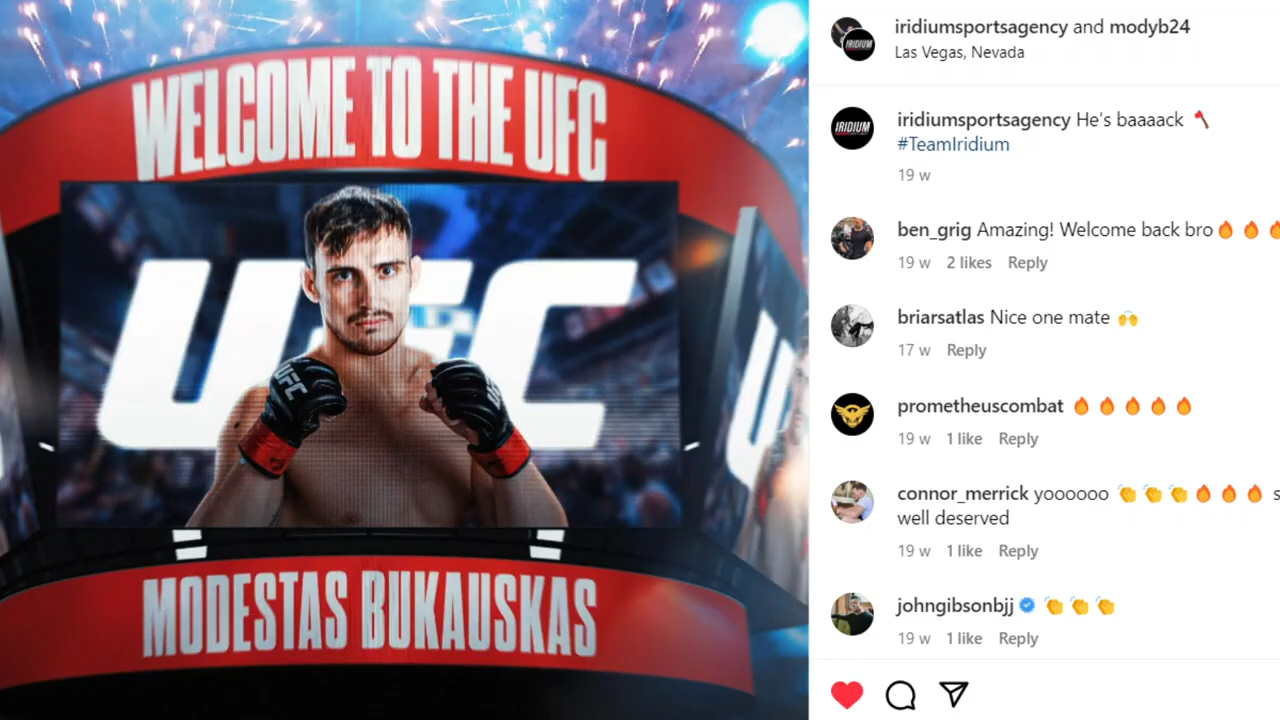 WELCOME TO THE UFC
UFC
UFC
MODESTAS BUKAUSKAS
iridiumsportsagency and modyb24
Las Vegas, Nevada
IRIDIUM
iridiumsportsagency He's baaaack 🪓
#TeamIridium
19 w
ben_grig Amazing! Welcome back bro🔥 🔥 🔥
19 w 2 likes Reply
briarsatlas Nice one mate 🙌
17 w Reply
prometheuscombat 🔥 🔥 🔥 🔥 🔥
19 w 1 like Reply
connor_merrick yoooooo 👏 👏 👏 🔥 🔥 🔥 s
well deserved
19 w 1 like Reply
johngibsonbjj 👏 👏 👏
19 w 1 like Reply